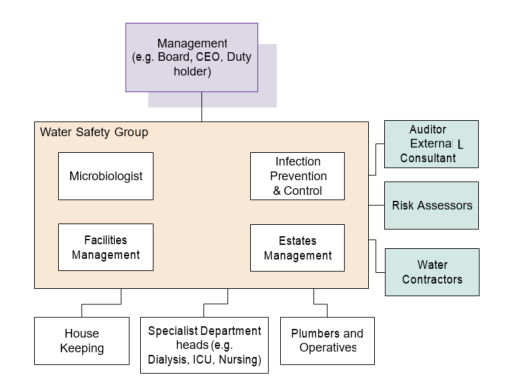 Management
(e.g. Board, CEO, Duty
holder)
Water Safety Group
Microbiologist
Infection
Prevention
& Control
Facilities
Management
Estates
Management
Auditor
External L
Consultant
Risk Assessors
Water
Contractors
House
Keeping
Specialist Department
heads (e.g.
Dialysis, ICU, Nursing)
Plumbers and
Operatives